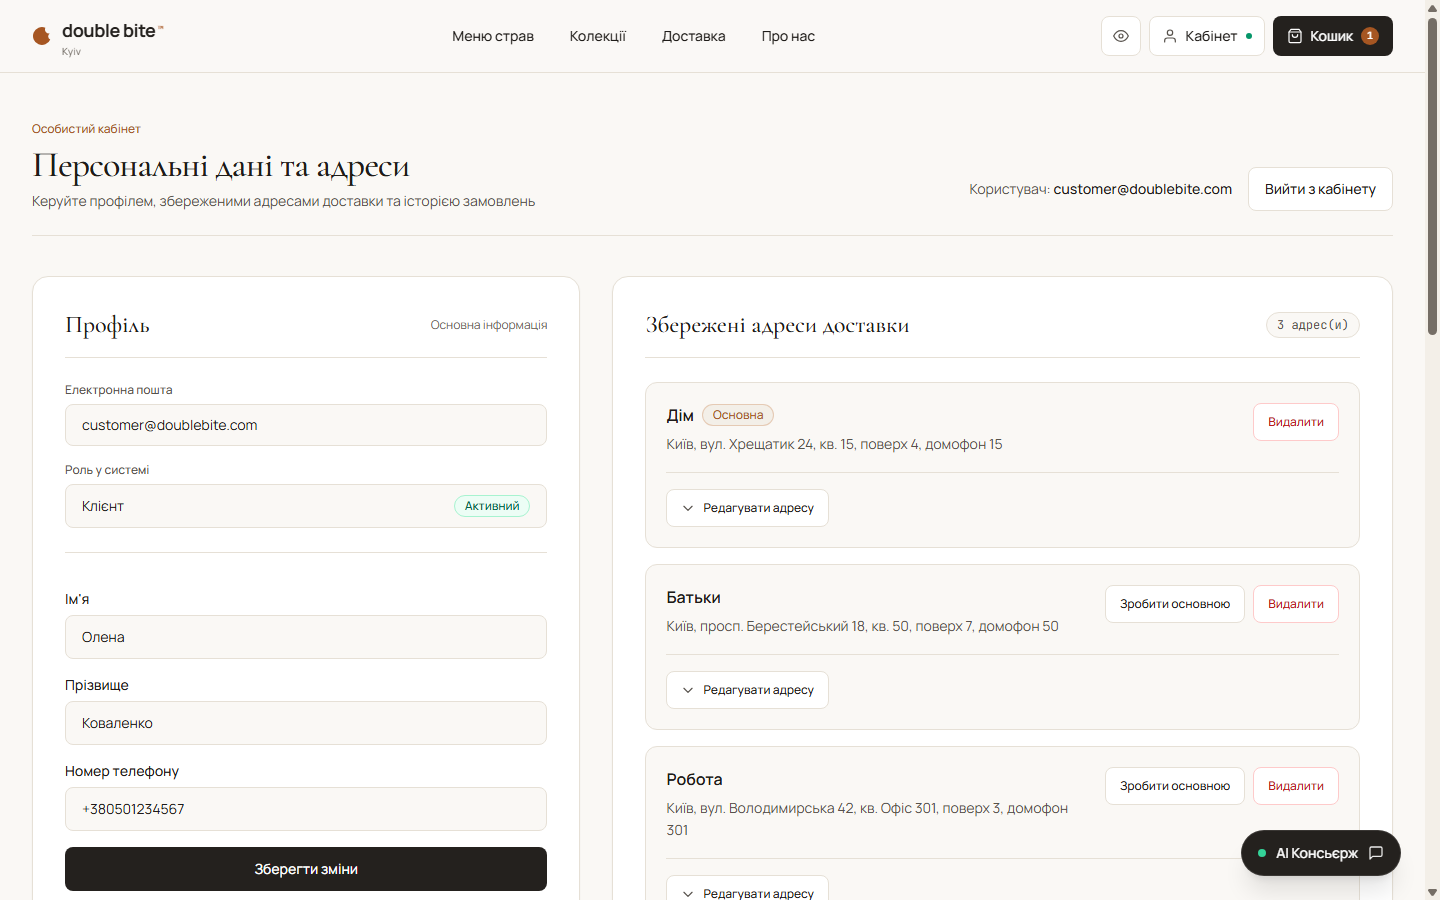 double bite™
Kyiv
Меню страв
Колекції
Доставка
Про нас
Кабінет
Кошик 1
Особистий кабінет
Персональні дані та адреси
Керуйте профілем, збереженими адресами доставки та історією замовлень
Користувач: customer@doublebite.com
Вийти з кабінету
Профіль
Основна інформація
Електронна пошта
customer@doublebite.com
Роль у системі
Клієнт
Активний
Ім'я
Олена
Прізвище
Коваленко
Номер телефону
+380501234567
Зберегти зміни
Збережені адреси доставки
3 адрес(и)
Дім
Основна
Видалити
Київ, вул. Хрещатик 24, кв. 15, поверх 4, домофон 15
Редагувати адресу
Батьки
Зробити основною
Видалити
Київ, просп. Берестейський 18, кв. 50, поверх 7, домофон 50
Редагувати адресу
Робота
Зробити основною
Видалити
Київ, вул. Володимирська 42, кв. Офіс 301, поверх 3, домофон
301
Редагувати адресу
AI Консьєрж